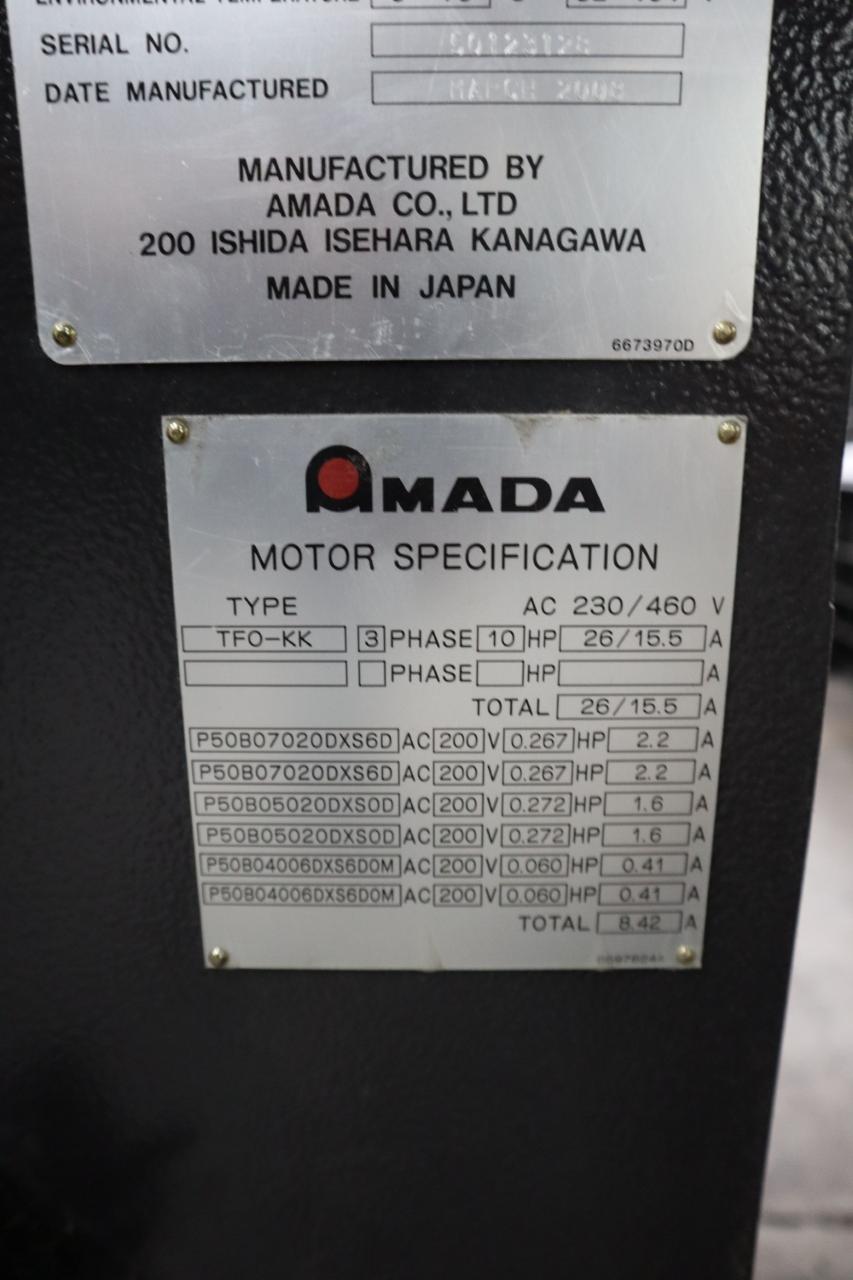 SERIAL NO.
DATE MANUFACTURED MARCH 2008
MANUFACTURED BY
AMADA CO., LTD
200 ISHIDA ISEHARA KANAGAWA
MADE IN JAPAN
6673970D
AMADA
MOTOR SPECIFICATION
TYPE AC 230/460 V
TFO-KK 3 PHASE 10 HP 26/15.5 A
PHASE HP A
TOTAL 26/15.5 A
P50B07020DXS6D AC 200 V 0.267 HP 2.2 A
P50B07020DXS6D AC 200 V 0.267 HP 2.2 A
P50B05020DXS0D AC 200 V 0.272 HP 1.6 A
P50B05020DXS0D AC 200 V 0.272 HP 1.6 A
P50B04006DXS6D0M AC 200 V 0.060 HP 0.41 A
P50B04006DXS6D0M AC 200 V 0.060 HP 0.41 A
TOTAL 8.42 A